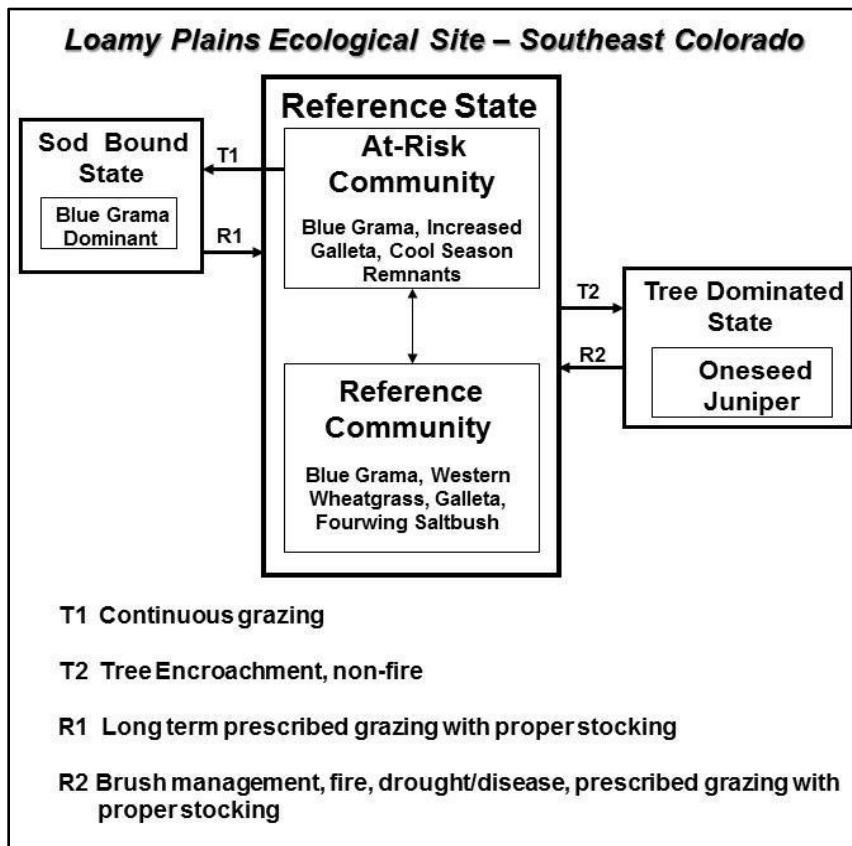 Loamy Plains Ecological Site – Southeast Colorado
Sod Bound
State
Blue Grama
Dominant
T1
R1
Reference State
At-Risk
Community
Blue Grama, Increased
Galleta, Cool Season
Remnants
Reference
Community
Blue Grama, Western
Wheatgrass, Galleta,
Fourwing Saltbush
T2
R2
Tree Dominated
State
Oneseed
Juniper
T1 Continuous grazing
T2 Tree Encroachment, non-fire
R1 Long term prescribed grazing with proper stocking
R2 Brush management, fire, drought/disease, prescribed grazing with
proper stocking